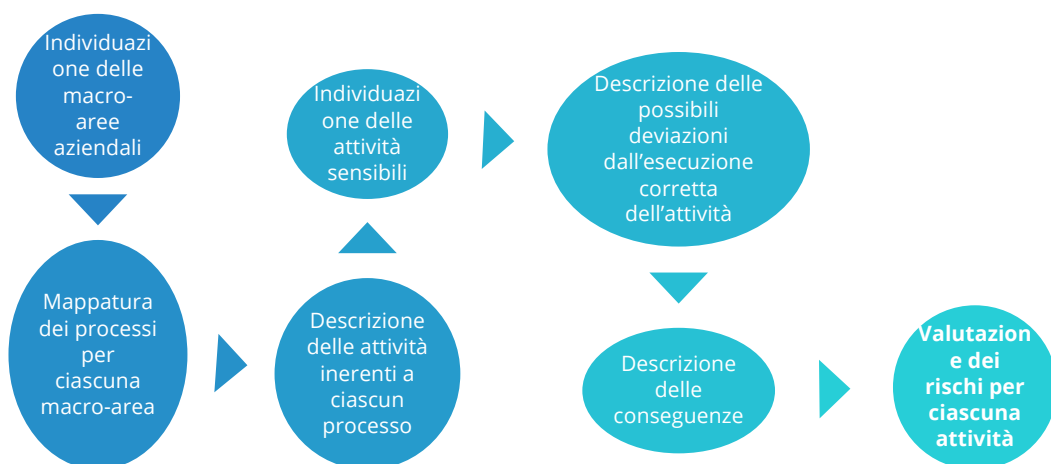 Individuazi
one delle
macro-
aree
aziendali
Mappatura
dei processi
per
ciascuna
macro-area
Descrizione
delle attività
inerenti a
ciascun
processo
Individuazi
one delle
attività
sensibili
Descrizione delle
possibili
deviazioni
dall'esecuzione
corretta
dell'attività
Descrizione
delle
conseguenze
Valutazion
e dei
rischi per
ciascuna
attività